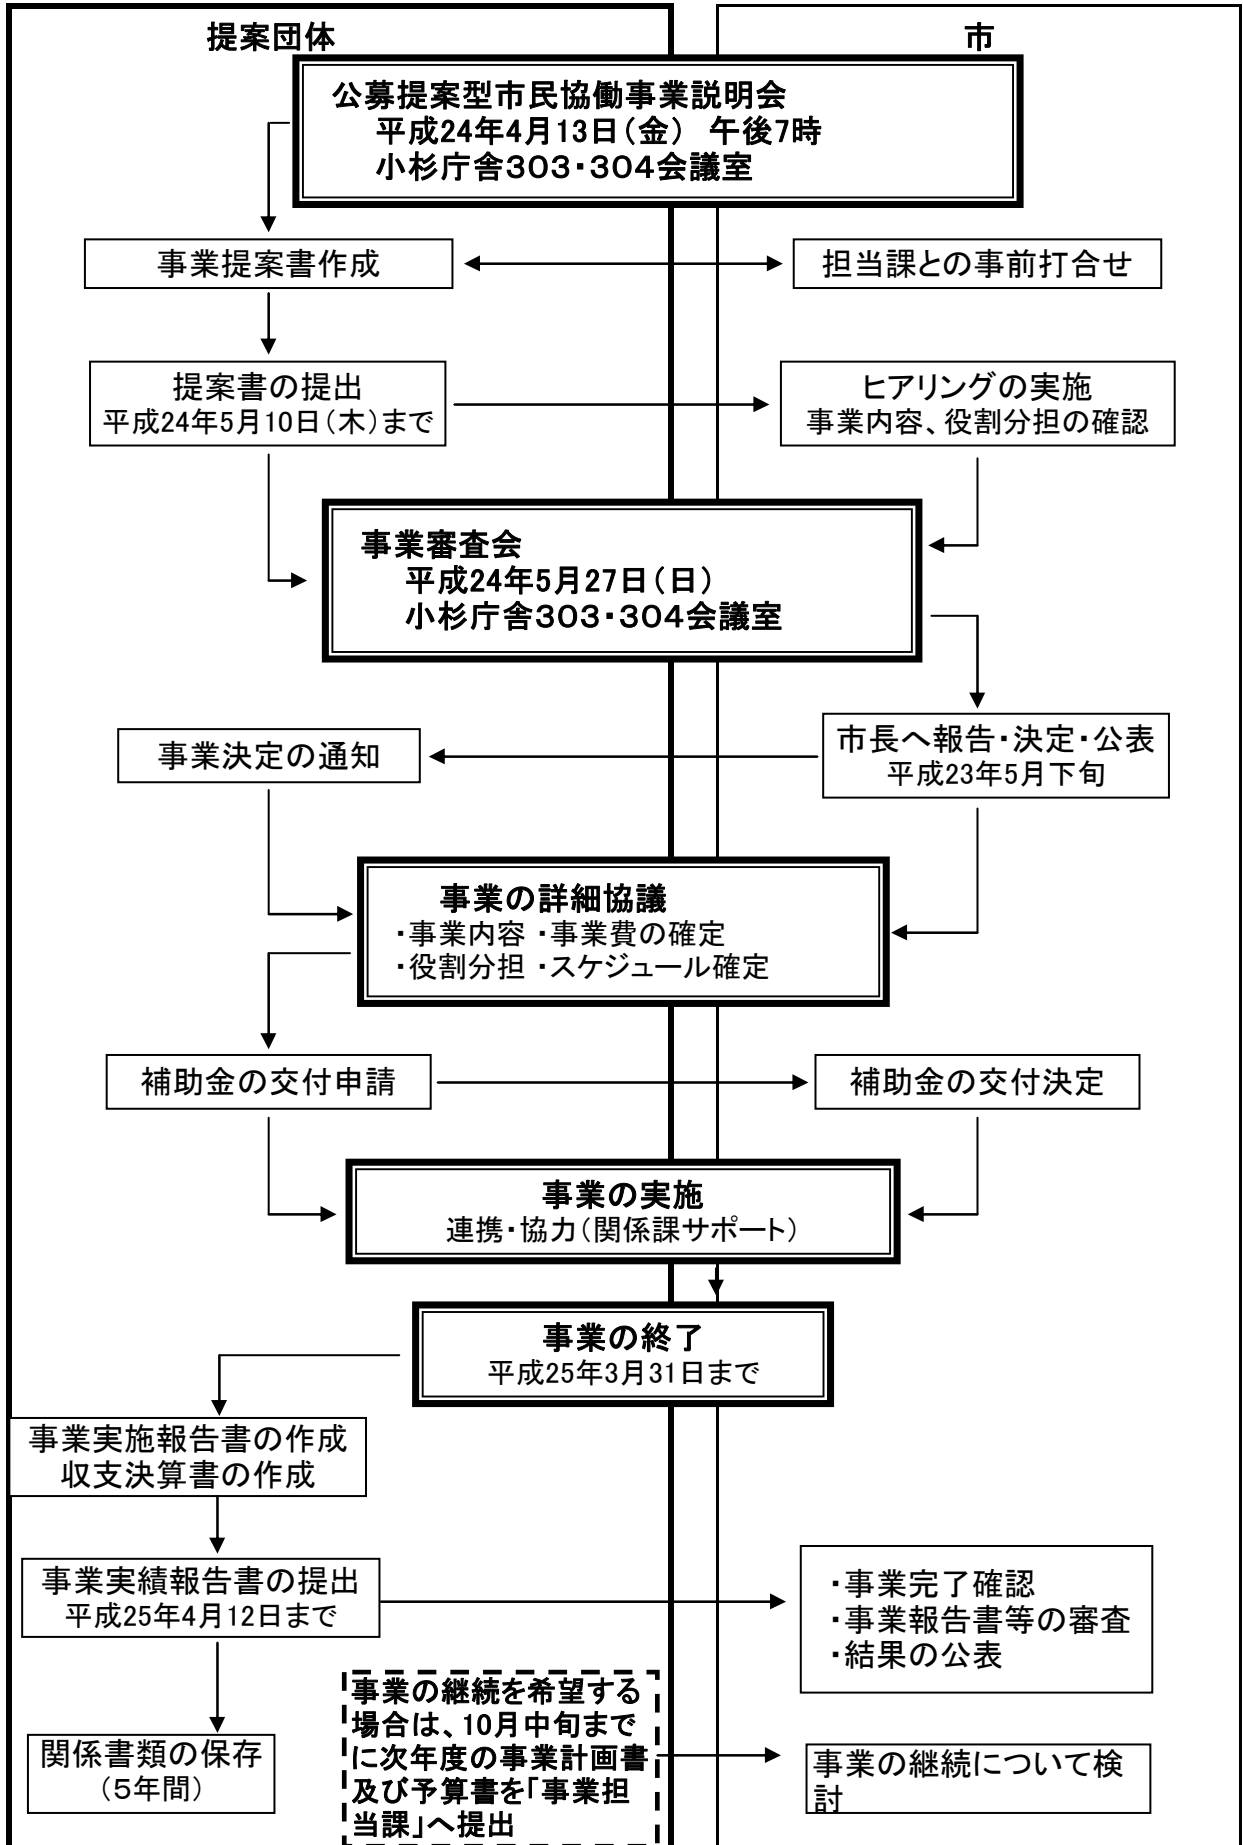 提案団体
市
公募提案型市民協働事業説明会
平成24年4月13日(金) 午後7時
小杉庁舎303・304会議室
事業提案書作成
担当課との事前打合せ
提案書の提出
平成24年5月10日(木)まで
ヒアリングの実施
事業内容、役割分担の確認
事業審査会
平成24年5月27日(日)
小杉庁舎303・304会議室
事業決定の通知
市長へ報告・決定・公表
平成23年5月下旬
事業の詳細協議
・事業内容 ・事業費の確定
・役割分担 ・スケジュール確定
補助金の交付申請
補助金の交付決定
事業の実施
連携・協力(関係課サポート)
事業の終了
平成25年3月31日まで
事業実施報告書の作成
収支決算書の作成
事業実績報告書の提出
平成25年4月12日まで
・事業完了確認
・事業報告書等の審査
・結果の公表
関係書類の保存
(5年間)
事業の継続を希望する
場合は、10月中旬まで
に次年度の事業計画書
及び予算書を「事業担
当課」へ提出
事業の継続について検
討